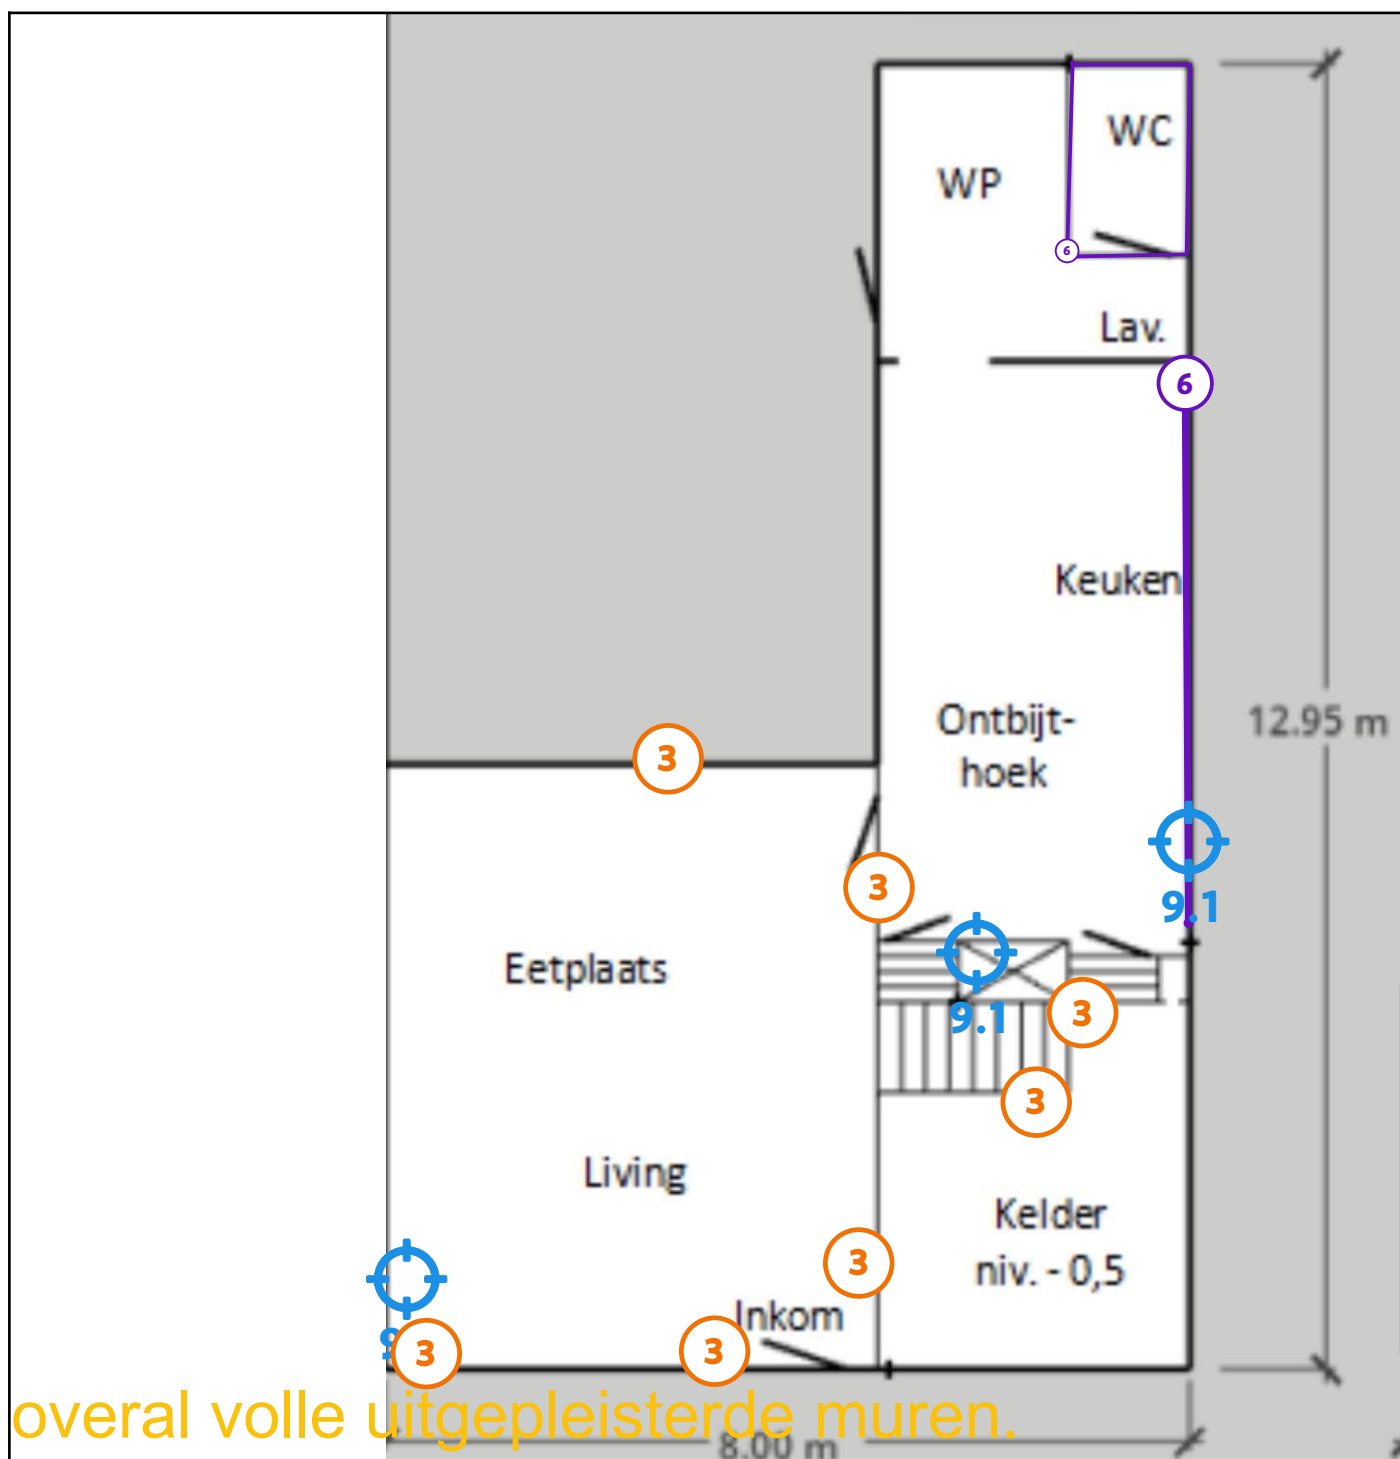 WC
WP
6
Lav.
6
Keuken
12.95 m
Ontbijt-
hoek
3
3
9.1
Eetplaats
9.1
3
3
Living
Kelder
niv. - 0,5
3
Inkom
3
3
overal volle uitgepleisterde muren.
8.00 m